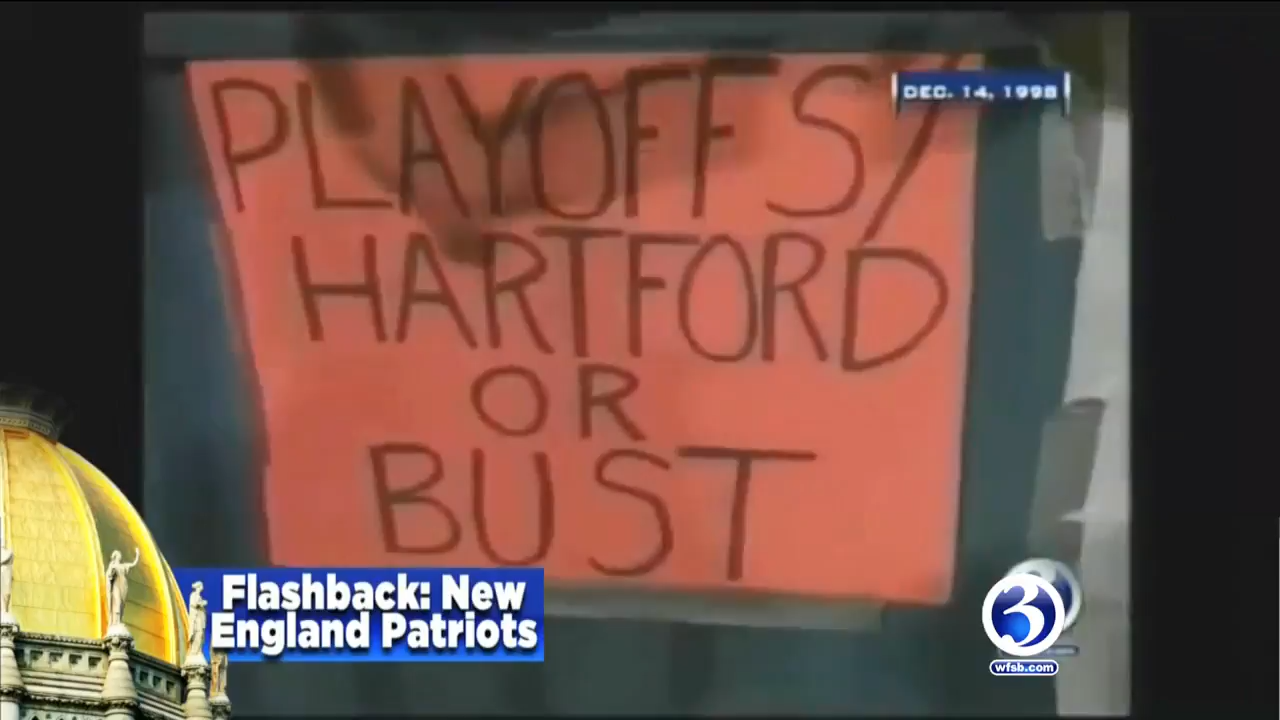 PLAYOFFS/
HARTFORD
OR
BUST
DEC. 14, 1998
Flashback: New
England Patriots
3
wfsb.com